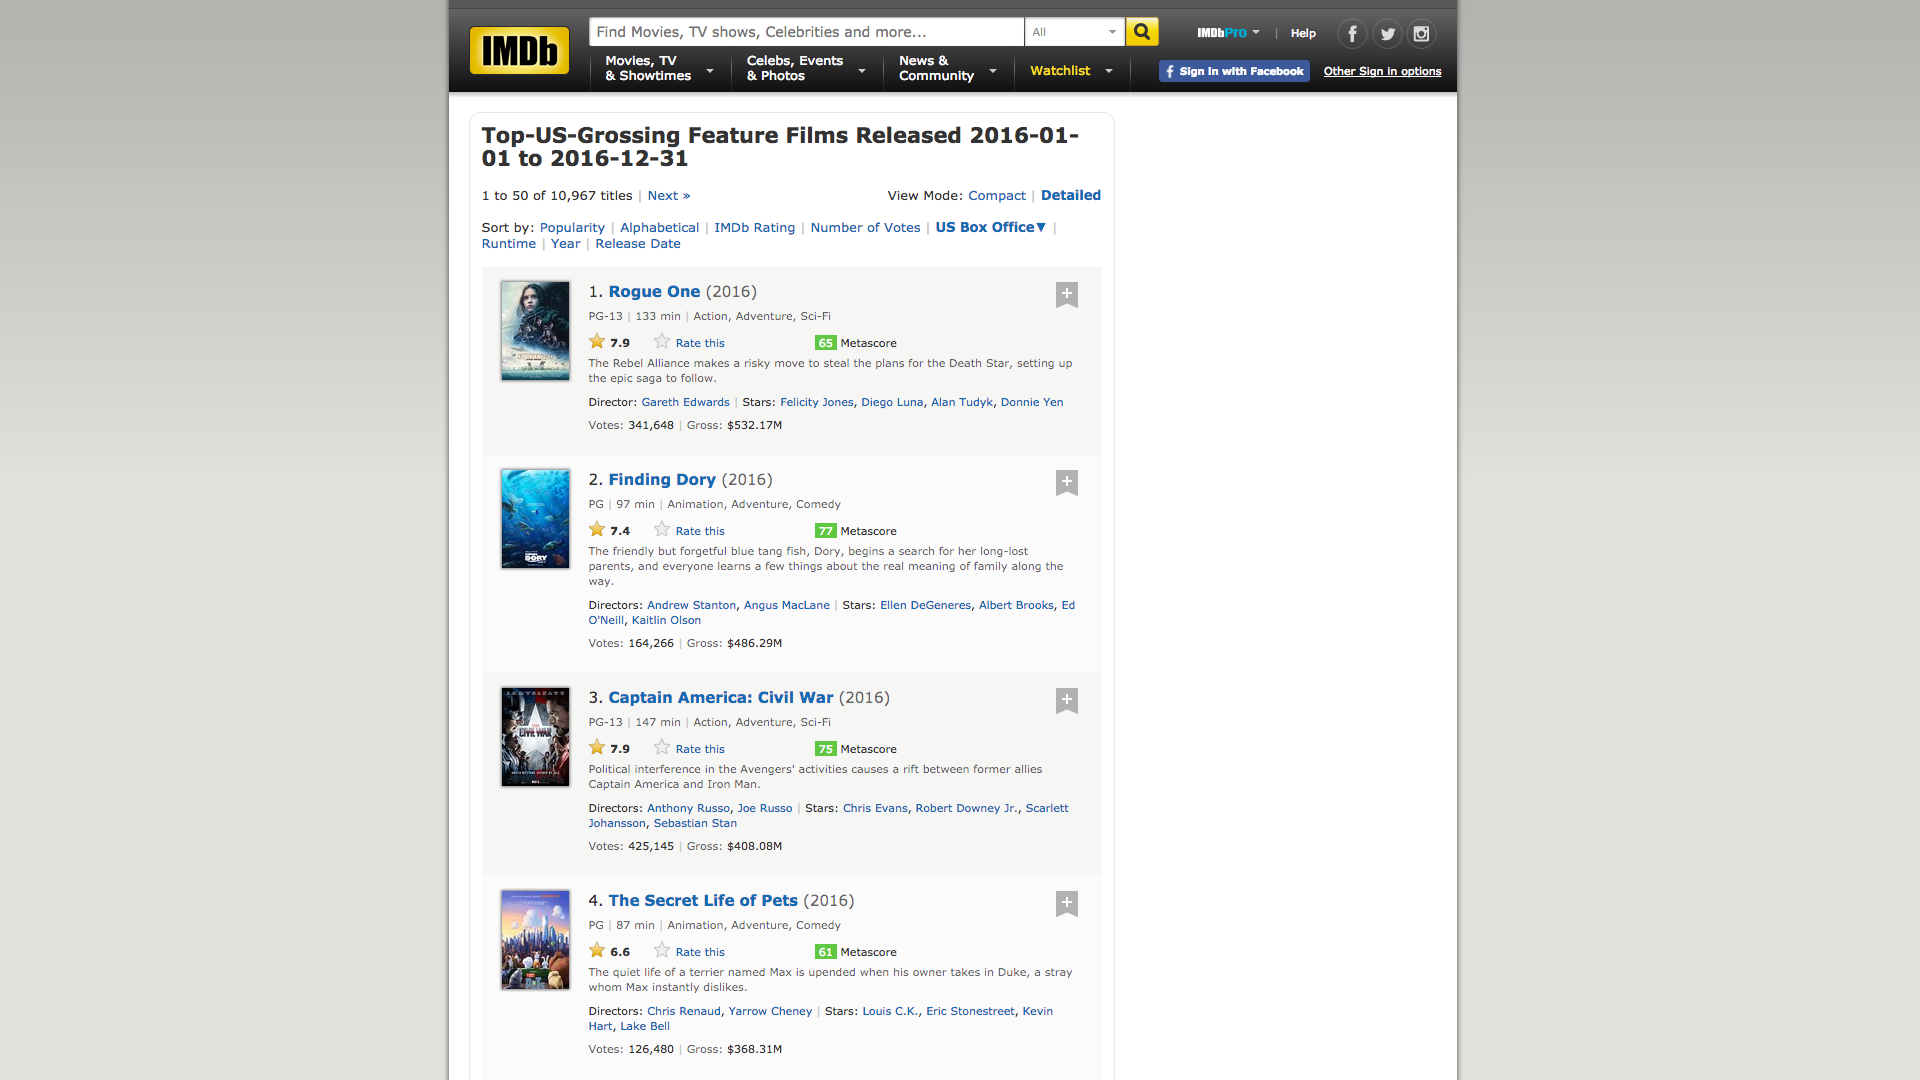 IMDb
Find Movies, TV shows, Celebrities and more...
All
IMDbPro | Help
Movies, TV
& Showtimes
Celebs, Events
& Photos
News &
Community
Watchlist
f Sign in with Facebook
Other Sign in options
Top-US-Grossing Feature Films Released 2016-01-
01 to 2016-12-31
1 to 50 of 10,967 titles | Next »
View Mode: Compact | Detailed
Sort by: Popularity | Alphabetical | IMDb Rating | Number of Votes | US Box Office▼ |
Runtime | Year | Release Date
1. Rogue One (2016)
PG-13 | 133 min | Action, Adventure, Sci-Fi
7.9 Rate this 65 Metascore
The Rebel Alliance makes a risky move to steal the plans for the Death Star, setting up
the epic saga to follow.
Director: Gareth Edwards | Stars: Felicity Jones, Diego Luna, Alan Tudyk, Donnie Yen
Votes: 341,648 | Gross: $532.17M
DORY
2. Finding Dory (2016)
PG | 97 min | Animation, Adventure, Comedy
7.4 Rate this 77 Metascore
The friendly but forgetful blue tang fish, Dory, begins a search for her long-lost
parents, and everyone learns a few things about the real meaning of family along the
way.
Directors: Andrew Stanton, Angus MacLane | Stars: Ellen DeGeneres, Albert Brooks, Ed
O'Neill, Kaitlin Olson
Votes: 164,266 | Gross: $486.29M
CIVIL WAR
3. Captain America: Civil War (2016)
PG-13 | 147 min | Action, Adventure, Sci-Fi
7.9 Rate this 75 Metascore
Political interference in the Avengers' activities causes a rift between former allies
Captain America and Iron Man.
Directors: Anthony Russo, Joe Russo | Stars: Chris Evans, Robert Downey Jr., Scarlett
Johansson, Sebastian Stan
Votes: 425,145 | Gross: $408.08M
4. The Secret Life of Pets (2016)
PG | 87 min | Animation, Adventure, Comedy
6.6 Rate this 61 Metascore
The quiet life of a terrier named Max is upended when his owner takes in Duke, a stray
whom Max instantly dislikes.
Directors: Chris Renaud, Yarrow Cheney | Stars: Louis C.K., Eric Stonestreet, Kevin
Hart, Lake Bell
Votes: 126,480 | Gross: $368.31M